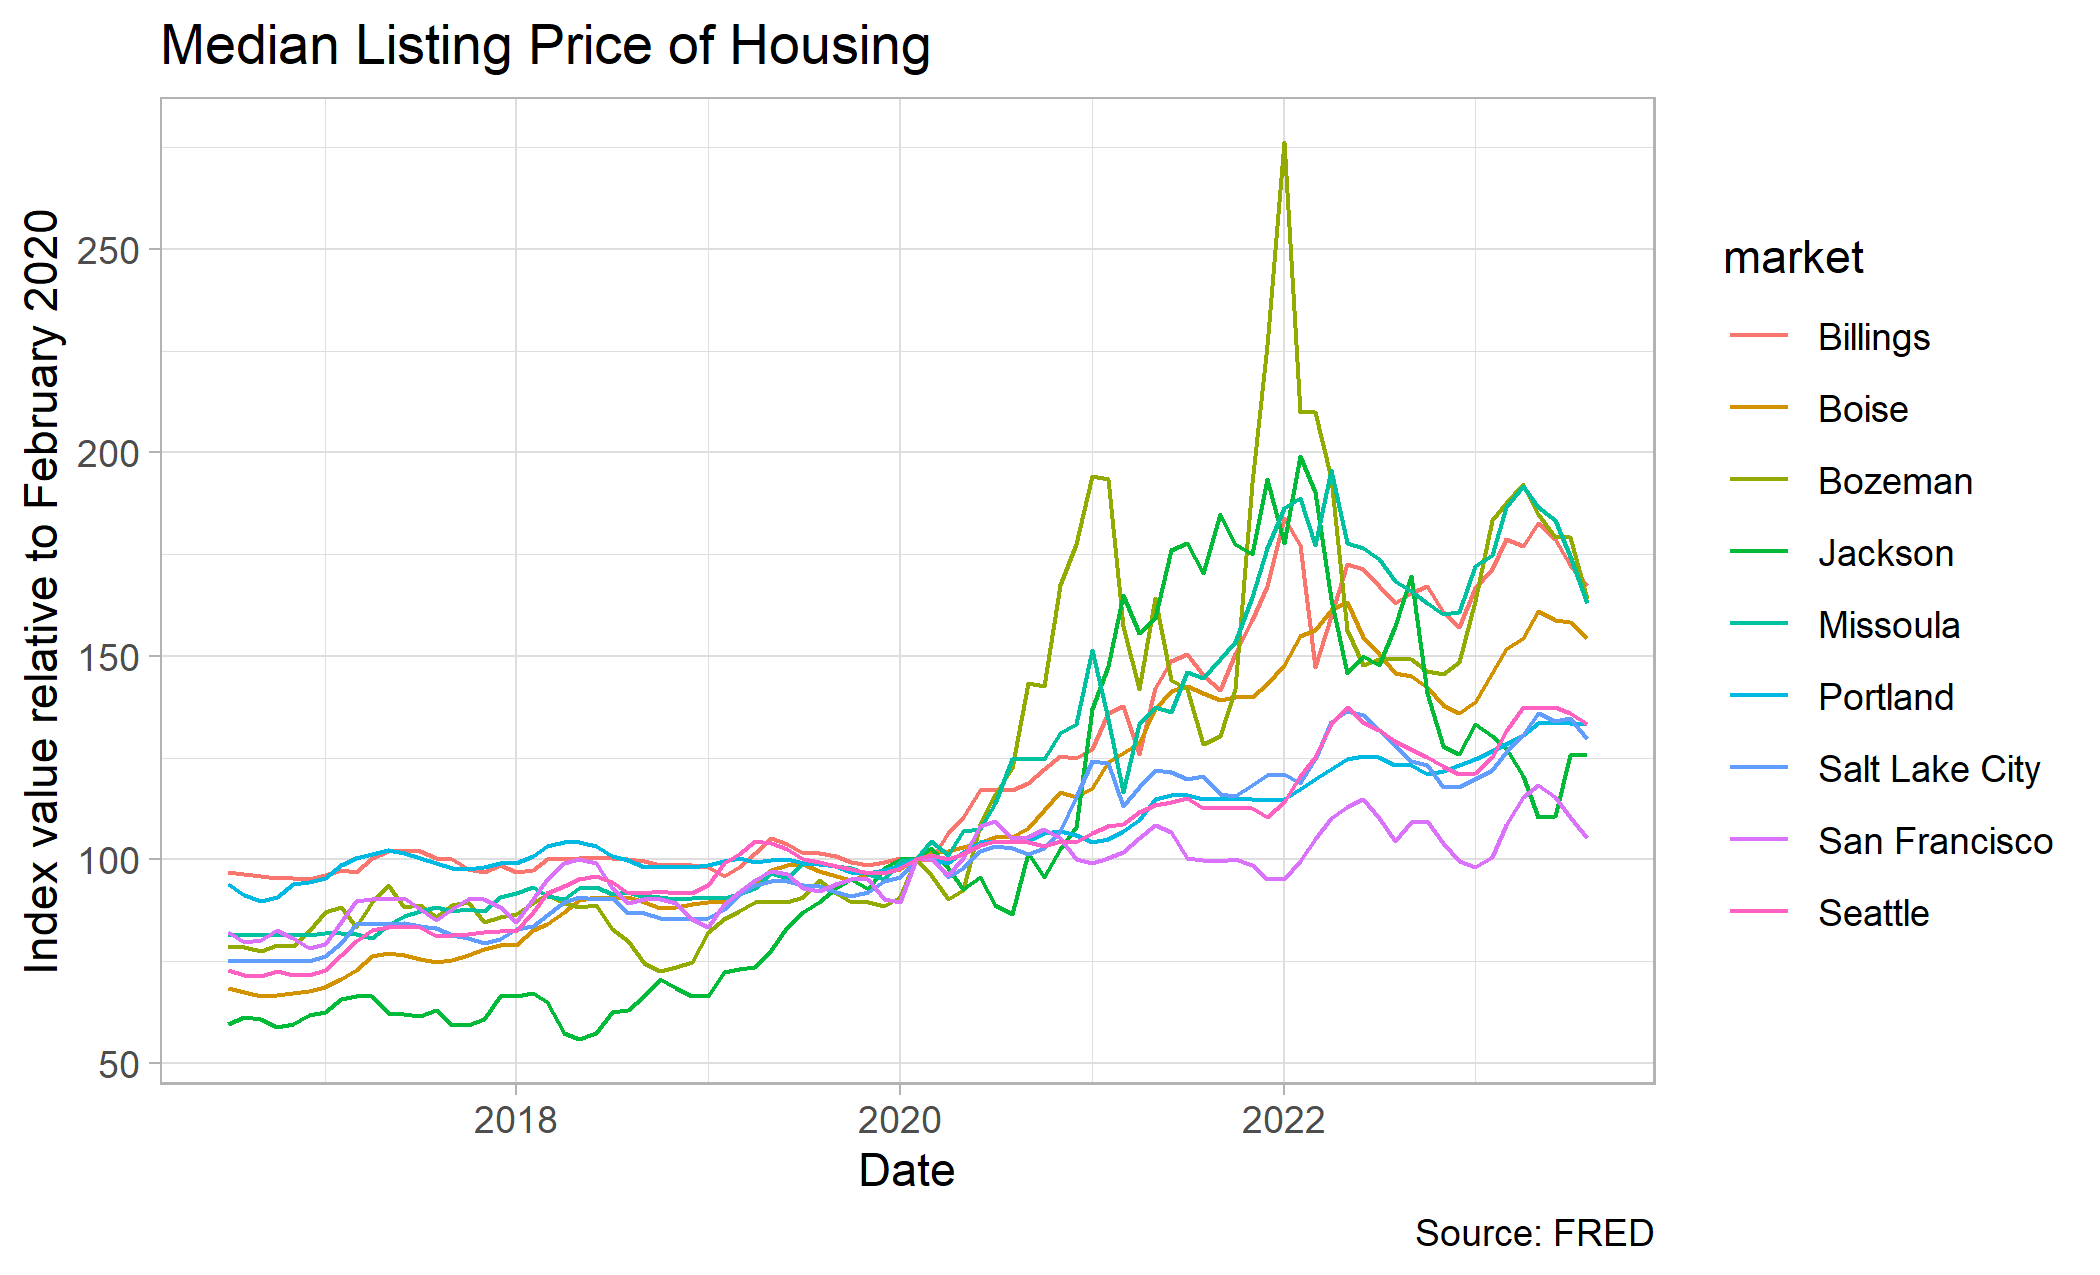 Median Listing Price of Housing
Index value relative to February 2020
250
200
150
100
50
2018
2020
2022
Date
market
Billings
Boise
Bozeman
Jackson
Missoula
Portland
Salt Lake City
San Francisco
Seattle
Source: FRED